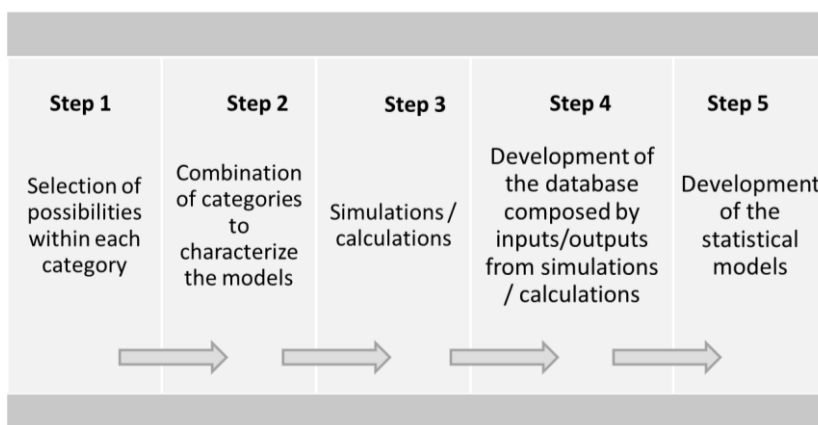 Step 1
Selection of
possibilities
within each
category
Step 2
Combination
of categories
to
characterize
the models
Step 3
Simulations /
calculations
Step 4
Development of
the database
composed by
inputs/outputs
from simulations
/ calculations
Step 5
Development
of the
statistical
models